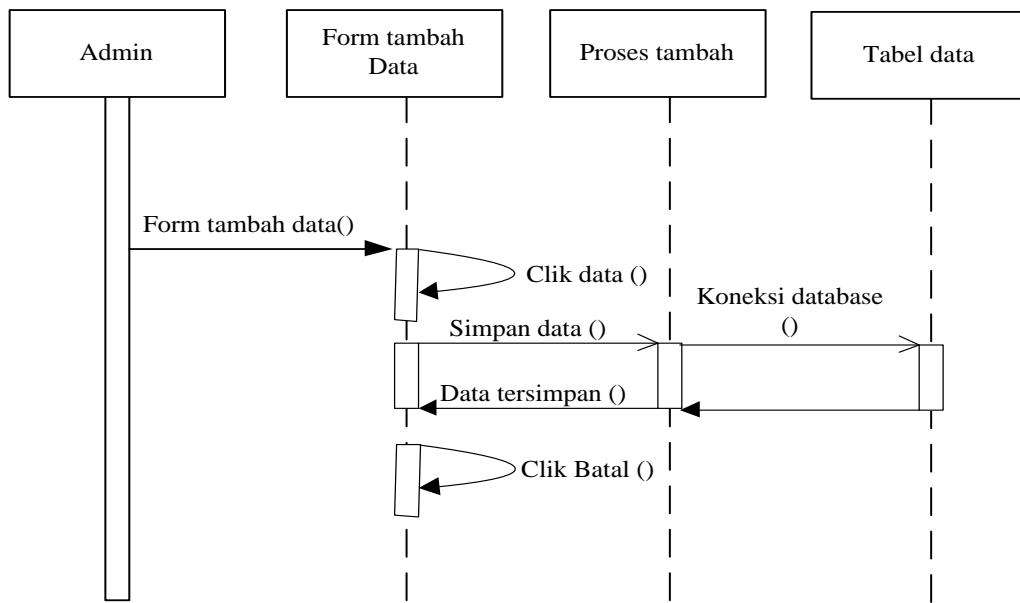 Admin
Form tambah
Data
Proses tambah
Tabel data
Form tambah data()
Clik data ()
Koneksi database
()
Simpan data ()
Data tersimpan ()
Clik Batal ()